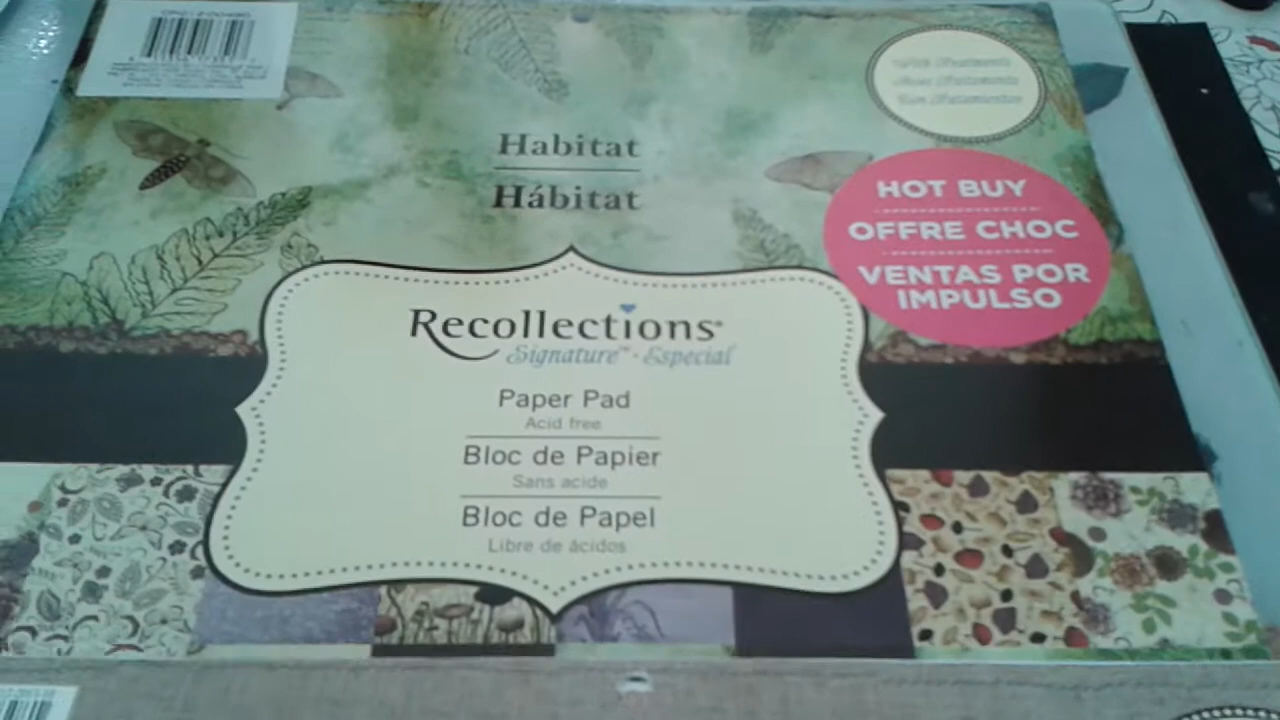 Habitat
Hábitat
HOT BUY
OFFRE CHOC
VENTAS POR
IMPULSO
Recollections
Signature™ · Especial
Paper Pad
Acid free
Bloc de Papier
Sans acide
Bloc de Papel
Libre de ácidos